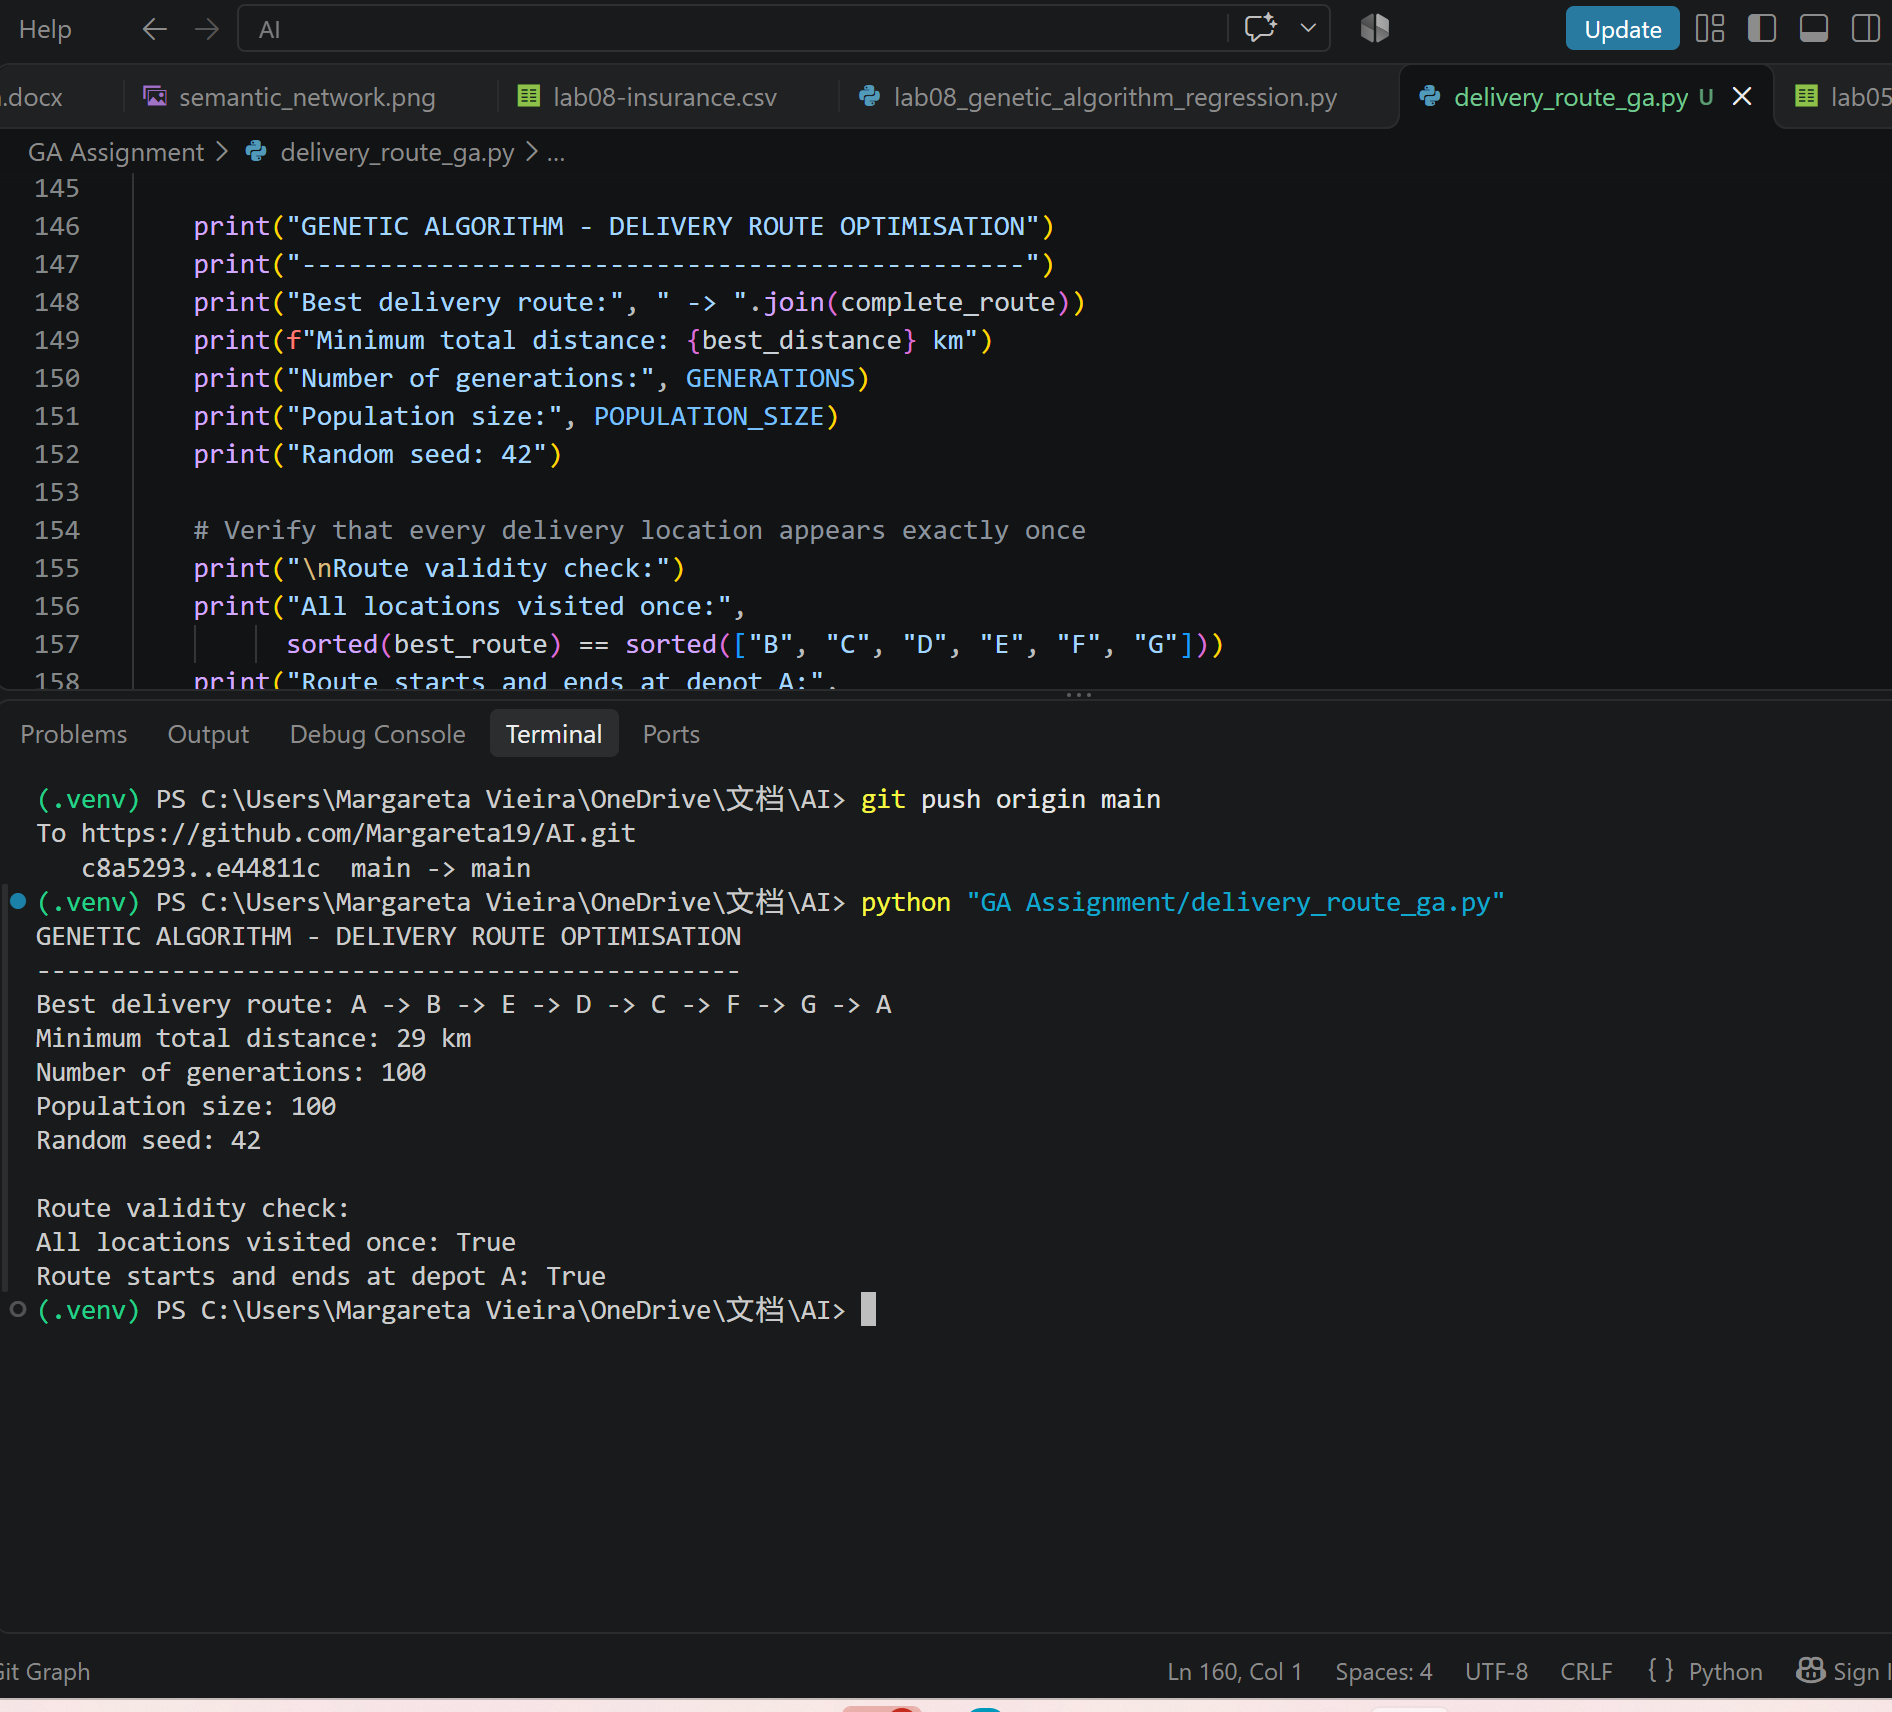 Help AI Update
.docx semantic_network.png lab08-insurance.csv lab08_genetic_algorithm_regression.py delivery_route_ga.py U lab05
GA Assignment > delivery_route_ga.py > ...
145
146 print("GENETIC ALGORITHM - DELIVERY ROUTE OPTIMISATION")
147 print("-----------------------------------------------")
148 print("Best delivery route:", " -> ".join(complete_route))
149 print(f"Minimum total distance: {best_distance} km")
150 print("Number of generations:", GENERATIONS)
151 print("Population size:", POPULATION_SIZE)
152 print("Random seed: 42")
153
154 # Verify that every delivery location appears exactly once
155 print("\nRoute validity check:")
156 print("All locations visited once:",
157 sorted(best_route) == sorted(["B", "C", "D", "E", "F", "G"]))
158 print("Route starts and ends at depot A:",
Problems Output Debug Console Terminal Ports
(.venv) PS C:\Users\Margareta Vieira\OneDrive\文档\AI> git push origin main
To https://github.com/Margareta19/AI.git
c8a5293..e44811c main -> main
(.venv) PS C:\Users\Margareta Vieira\OneDrive\文档\AI> python "GA Assignment/delivery_route_ga.py"
GENETIC ALGORITHM - DELIVERY ROUTE OPTIMISATION
-----------------------------------------------
Best delivery route: A -> B -> E -> D -> C -> F -> G -> A
Minimum total distance: 29 km
Number of generations: 100
Population size: 100
Random seed: 42
Route validity check:
All locations visited once: True
Route starts and ends at depot A: True
(.venv) PS C:\Users\Margareta Vieira\OneDrive\文档\AI>
Git Graph Ln 160, Col 1 Spaces: 4 UTF-8 CRLF { } Python Sign I